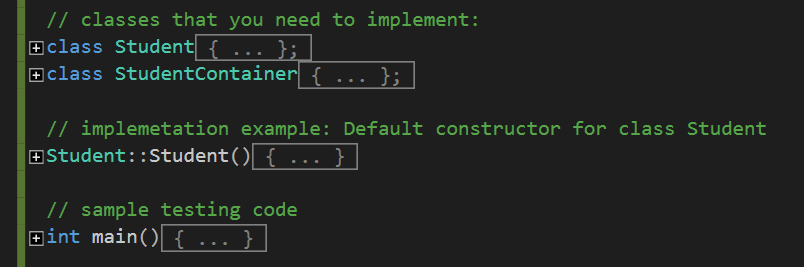 // classes that you need to implement:
class Student{ ... };
class StudentContainer{ ... };
// implemetation example: Default constructor for class Student
Student::Student(){ ... }
// sample testing code
int main(){ ... }